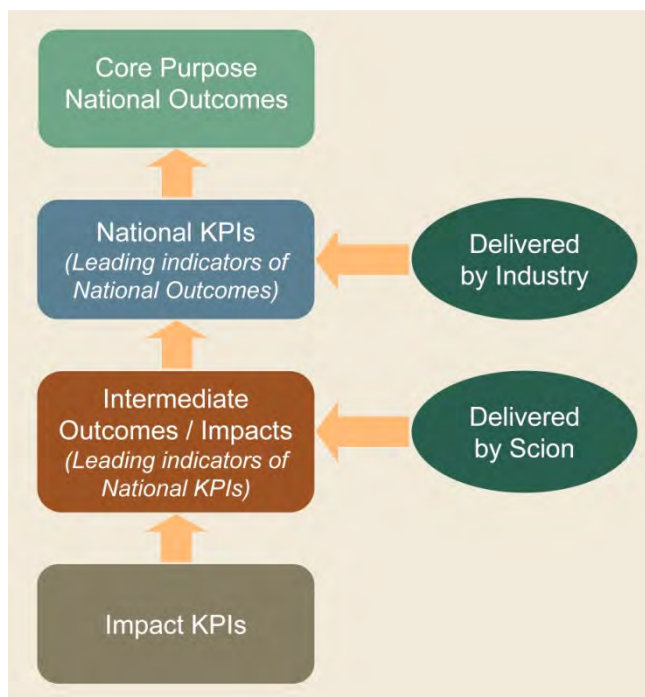 Core Purpose
National Outcomes
National KPIs
(Leading indicators of
National Outcomes)
Delivered
by Industry
Intermediate
Outcomes / Impacts
(Leading indicators of
National KPIs)
Delivered
by Scion
Impact KPIs